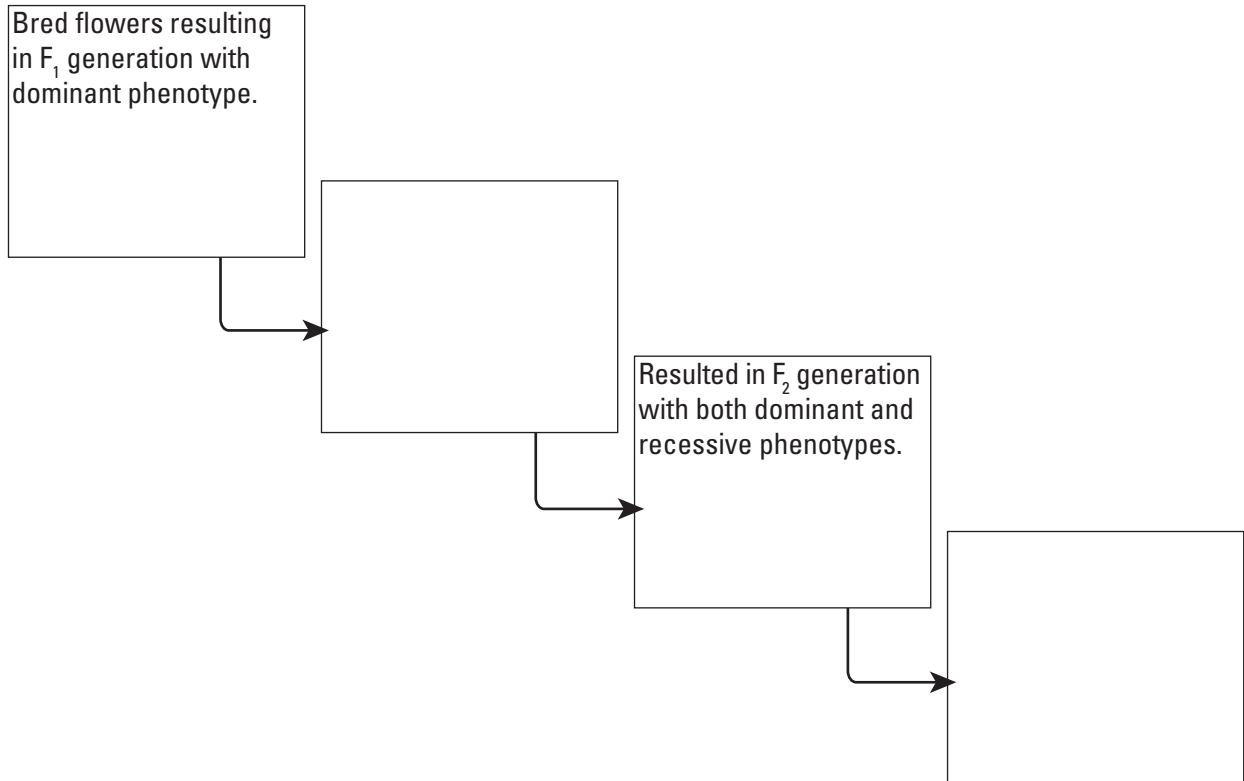 Bred flowers resulting
in F₁ generation with
dominant phenotype.
Resulted in F₂ generation
with both dominant and
recessive phenotypes.